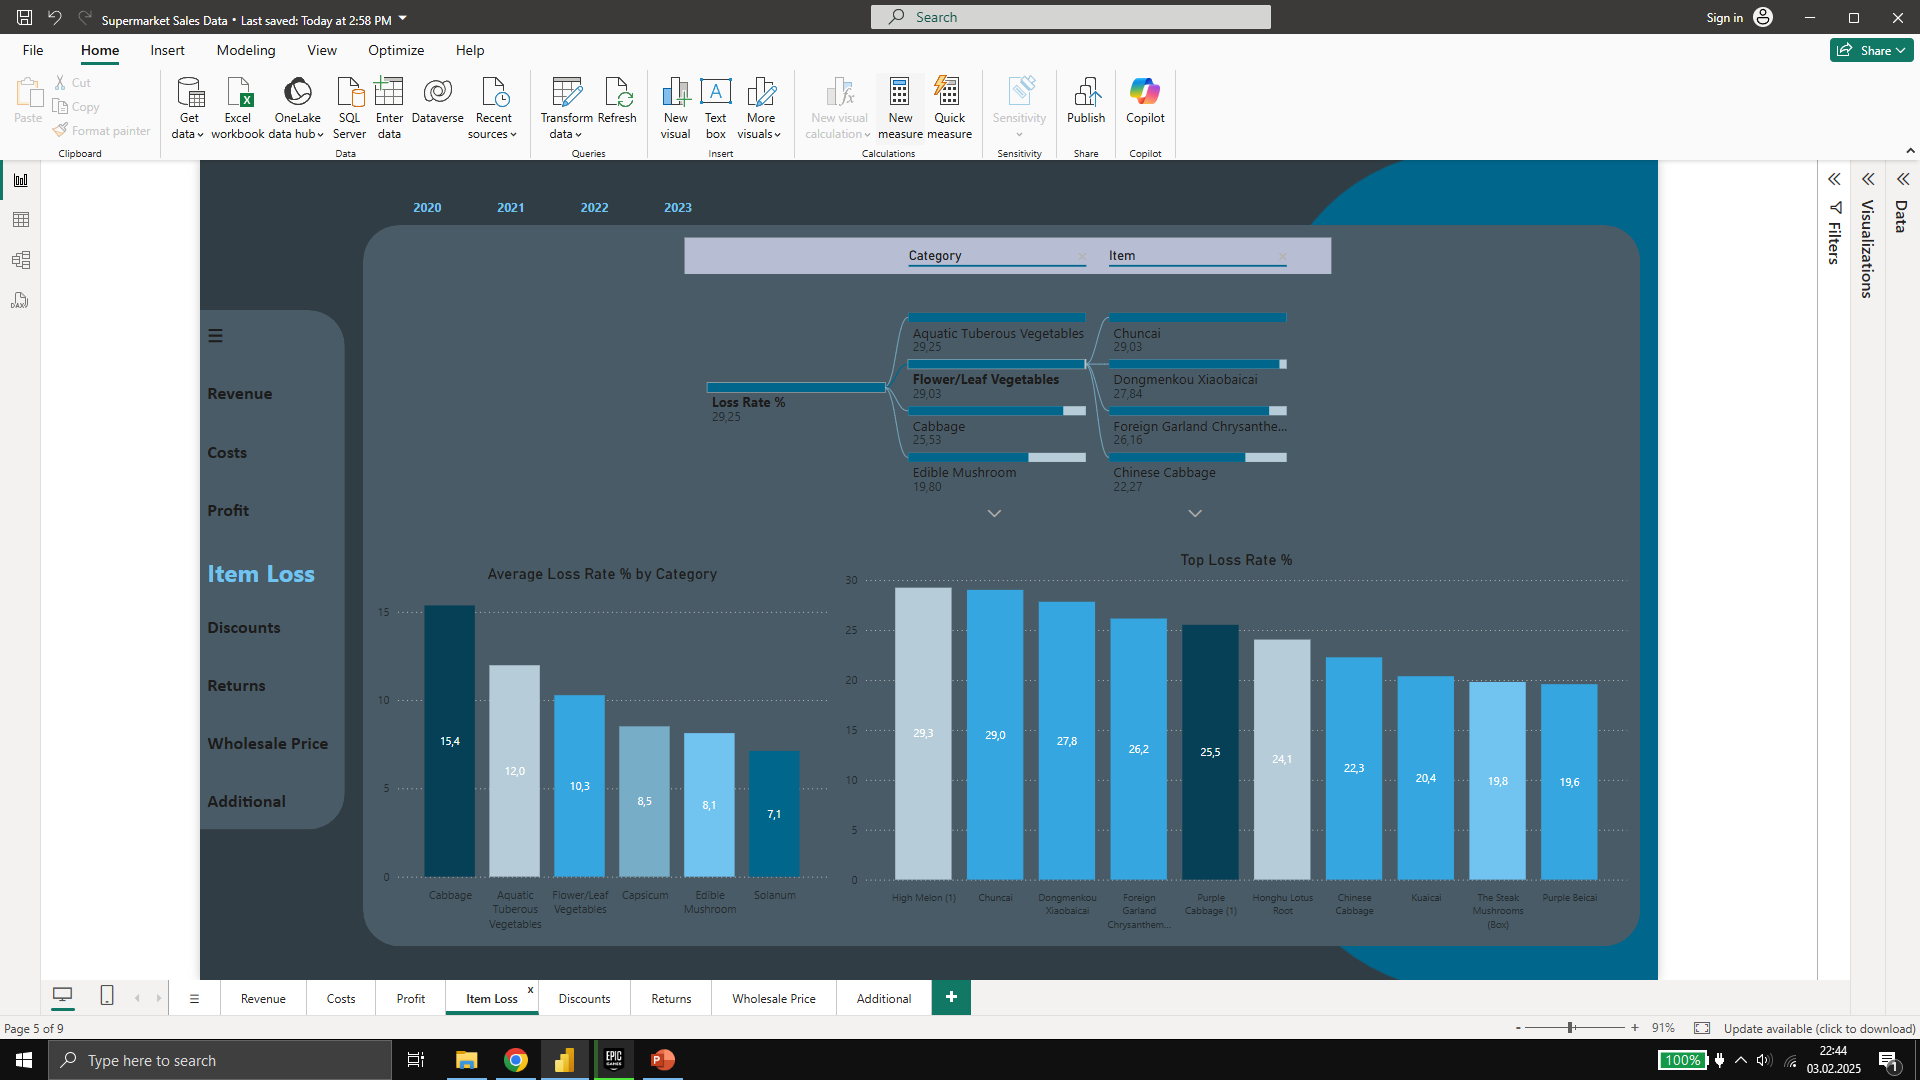 Supermarket Sales Data • Last saved: Today at 2:58 PM
Search
Sign in
File Home Insert Modeling View Optimize Help
Share
Paste
Cut
Copy
Format painter
Clipboard
Get data
Excel workbook
OneLake data hub
SQL Server
Enter data
Dataverse
Recent sources
Data
Transform data
Refresh
Queries
New visual
Text box
More visuals
Insert
New visual calculation
New measure
Quick measure
Calculations
Sensitivity
Sensitivity
Publish
Share
Copilot
Copilot
2020 2021 2022 2023
Category
Item
Loss Rate %
29,25
Aquatic Tuberous Vegetables
29,25
Flower/Leaf Vegetables
29,03
Cabbage
25,53
Edible Mushroom
19,80
Chuncai
29,03
Dongmenkou Xiaobaicai
27,84
Foreign Garland Chrysanthe...
26,16
Chinese Cabbage
22,27
Revenue
Costs
Profit
Item Loss
Discounts
Returns
Wholesale Price
Additional
Average Loss Rate % by Category
15
10
5
0
15,4
12,0
10,3
8,5
8,1
7,1
Cabbage
Aquatic Tuberous Vegetables
Flower/Leaf Vegetables
Capsicum
Edible Mushroom
Solanum
Top Loss Rate %
30
25
20
15
10
5
0
29,3
29,0
27,8
26,2
25,5
24,1
22,3
20,4
19,8
19,6
High Melon (1)
Chuncai
Dongmenkou Xiaobaicai
Foreign Garland Chrysanthem...
Purple Cabbage (1)
Honghu Lotus Root
Chinese Cabbage
Kuaicai
The Steak Mushrooms (Box)
Purple Beicai
Filters
Visualizations
Data
Revenue Costs Profit Item Loss Discounts Returns Wholesale Price Additional
Page 5 of 9
91%
Update available (click to download)
Type here to search
100%
22:44
03.02.2025
1
DAX
EPIC GAMES